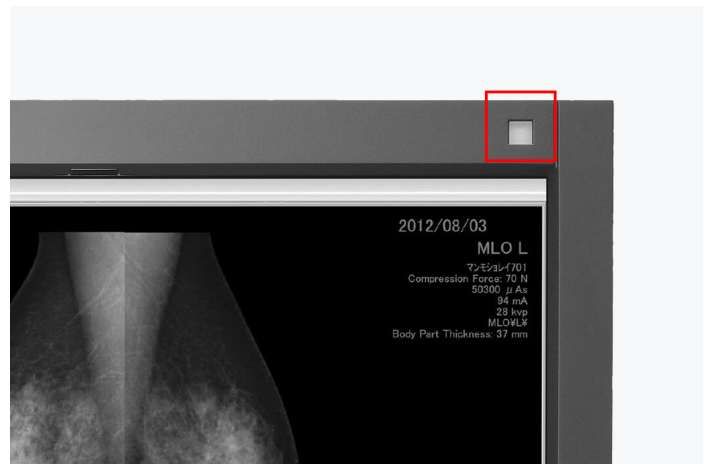 2012/08/03
MLO L
マンモショレイ701
Compression Force: 70 N
50300 μAs
94 mA
28 kvp
MLO¥L¥
Body Part Thickness: 37 mm